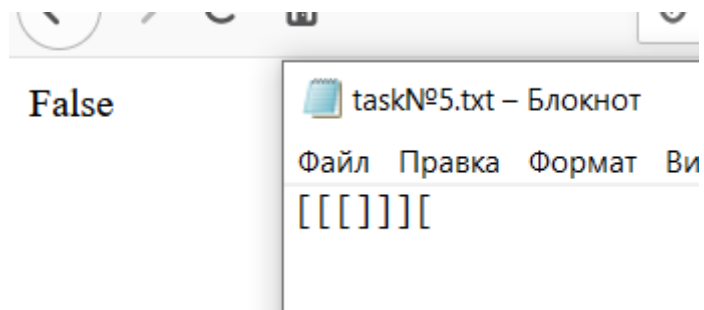 False
taskNº5.txt – Блокнот
Файл Правка Формат Ви
[[[]]][